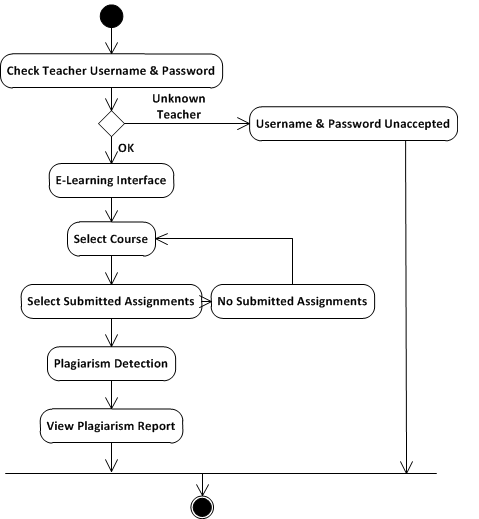 Check Teacher Username & Password
Unknown
Teacher
Username & Password Unaccepted
OK
E-Learning Interface
Select Course
Select Submitted Assignments
No Submitted Assignments
Plagiarism Detection
View Plagiarism Report